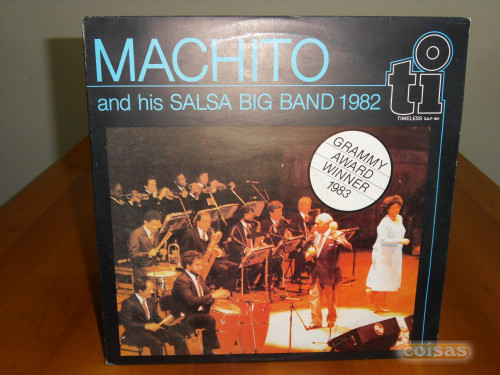 MACHITO
and his SALSA BIG BAND 1982
ti
TIMELESS
GRAMMY
AWARD
WINNER
1983
coisas